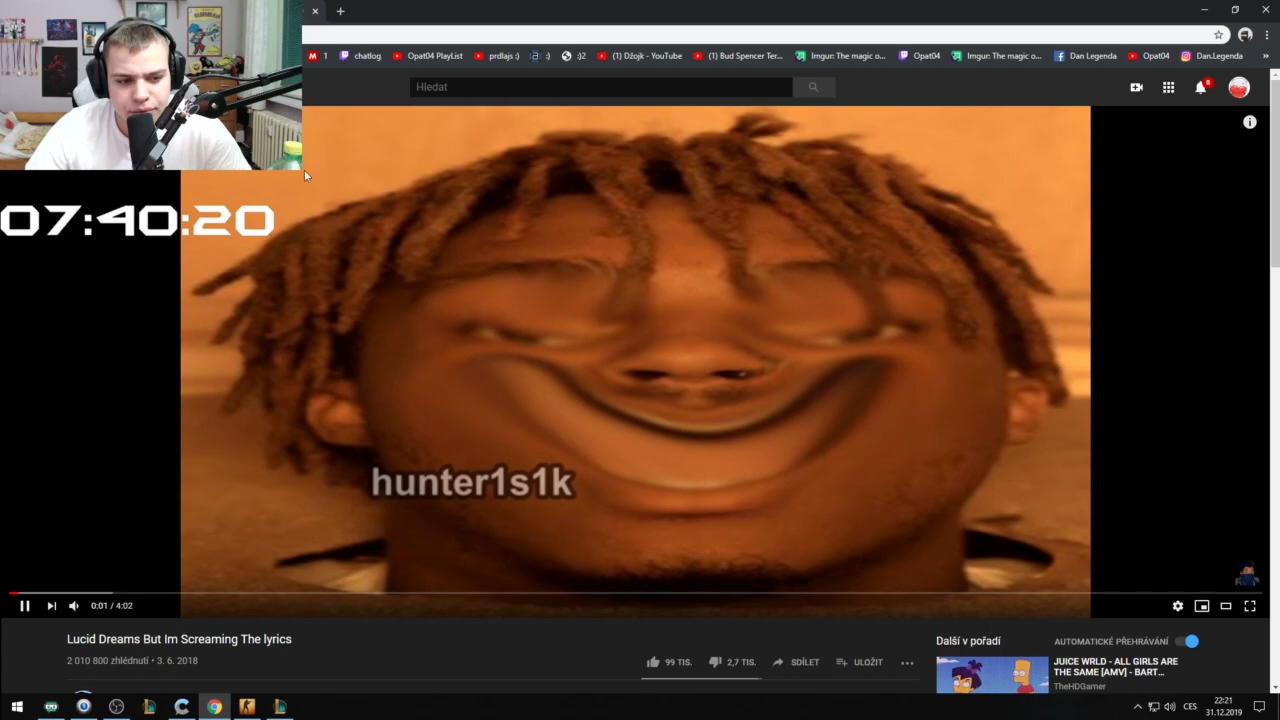 1
chatlog
Opat04 PlayList
prdlajs :)
:)
:)2
(1) Džojk - YouTube
(1) Bud Spencer Ter...
Imgur: The magic o...
Opat04
Imgur: The magic o...
Dan Legenda
Opat04
Dan.Legenda
»
Hledat
8
07:40:20
hunter1s1k
0:01 / 4:02
Lucid Dreams But Im Screaming The lyrics
2 010 800 zhlédnutí • 3. 6. 2018
99 TIS.
2,7 TIS.
SDÍLET
ULOŽIT
Další v pořadí
AUTOMATICKÉ PŘEHRÁVÁNÍ
JUICE WRLD - ALL GIRLS ARE
THE SAME [AMV] - BART...
TheHDGamer
CES
22:21
31.12.2019